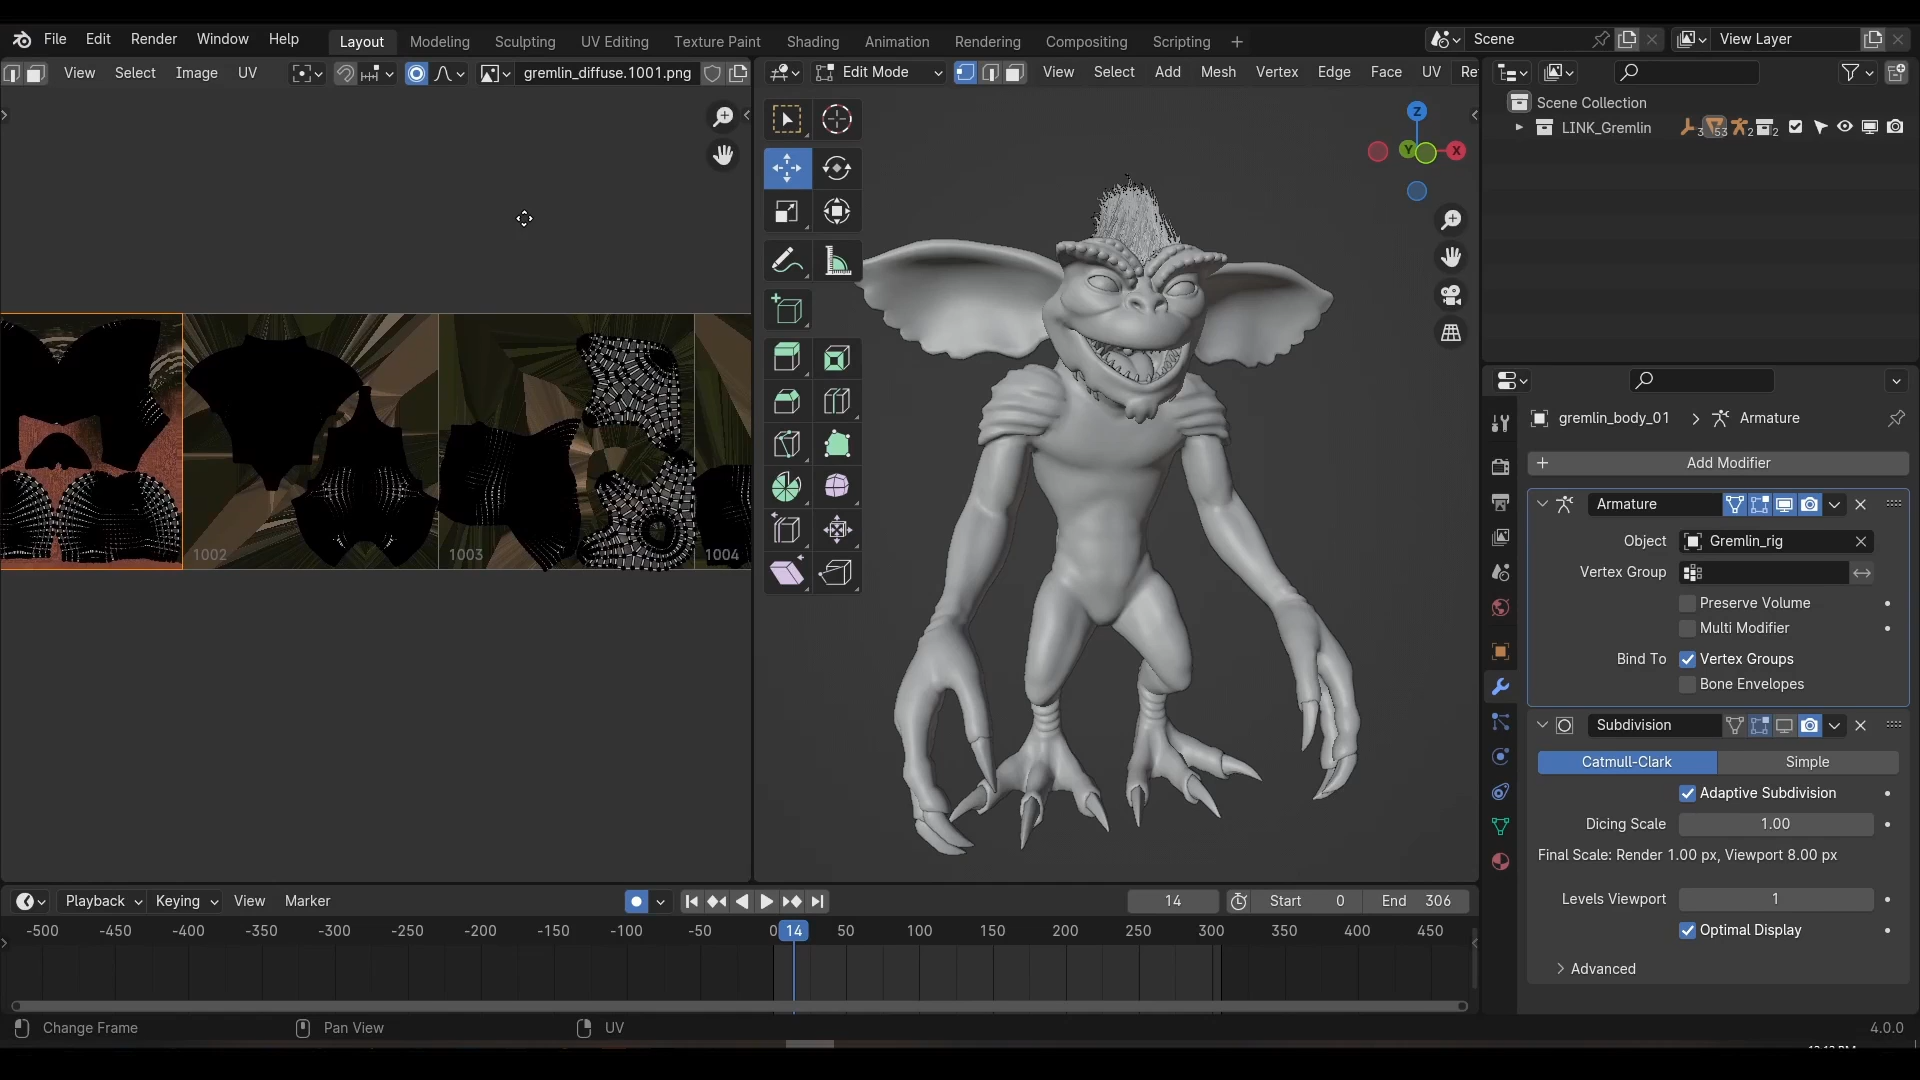 File Edit Render Window Help Layout Modeling Sculpting UV Editing Texture Paint Shading Animation Rendering Compositing Scripting Scene View Layer
View Select Image UV gremlin_diffuse.1001.png Edit Mode View Select Add Mesh Vertex Edge Face UV Re
Scene Collection
LINK_Gremlin 3 53 2 2
Z
Y X
gremlin_body_01 Armature
Add Modifier
Armature
Object Gremlin_rig
Vertex Group
Preserve Volume
Multi Modifier
Bind To Vertex Groups
Bone Envelopes
1002 1003 1004
Subdivision
Catmull-Clark Simple
Adaptive Subdivision
Dicing Scale 1.00
Final Scale: Render 1.00 px, Viewport 8.00 px
Levels Viewport 1
Optimal Display
Advanced
Playback Keying View Marker 14 Start 0 End 306
-500 -450 -400 -350 -300 -250 -200 -150 -100 -50 0 14 50 100 150 200 250 300 350 400 450
Change Frame Pan View UV 4.0.0